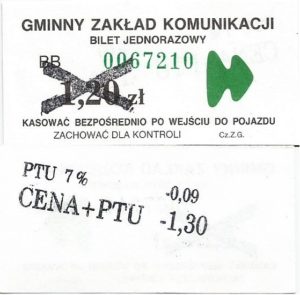 GMINNY ZAKŁAD KOMUNIKACJI
BILET JEDNORAZOWY
BB 0067210
1,20 zł
KASOWAĆ BEZPOŚREDNIO PO WEJŚCIU DO POJAZDU
ZACHOWAĆ DLA KONTROLI Cz.Z.G.
PTU 7% -0,09
CENA+PTU -1,30